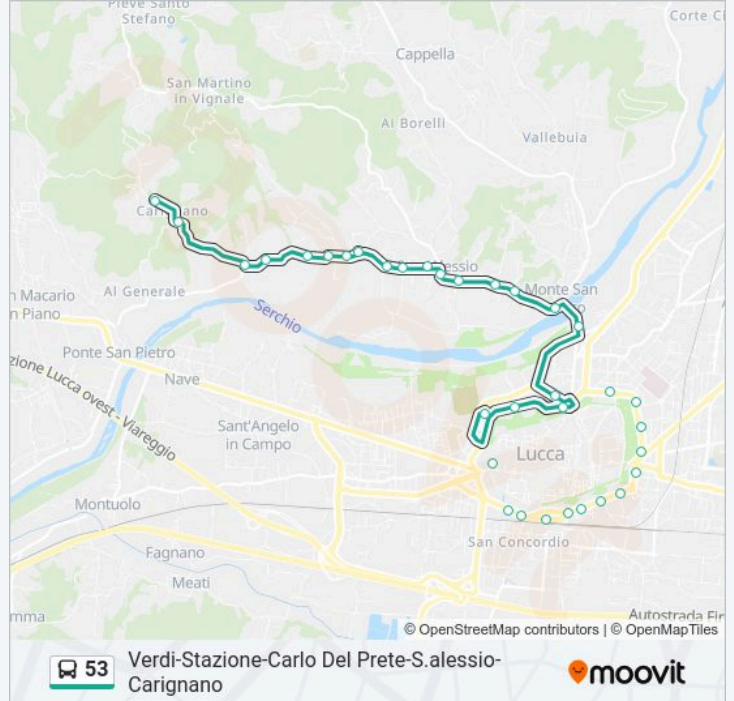 Pieve Santo
Stefano
Corte Ci
Cappella
San Martino
in Vignale
Ai Borelli
Vallebuia
Carignano
lessio
n Macario
n Piano
Al Generale
Monte San
Serchio
Ponte San Pietro
Nave
zione Lucca ovest - Viareggio
Sant'Angelo
in Campo
Lucca
Montuolo
San Concordio
Fagnano
Meati
mma
Autostrada Fir
© OpenStreetMap contributors | © OpenMapTiles
53
Verdi-Stazione-Carlo Del Prete-S.alessio-
Carignano
moovit